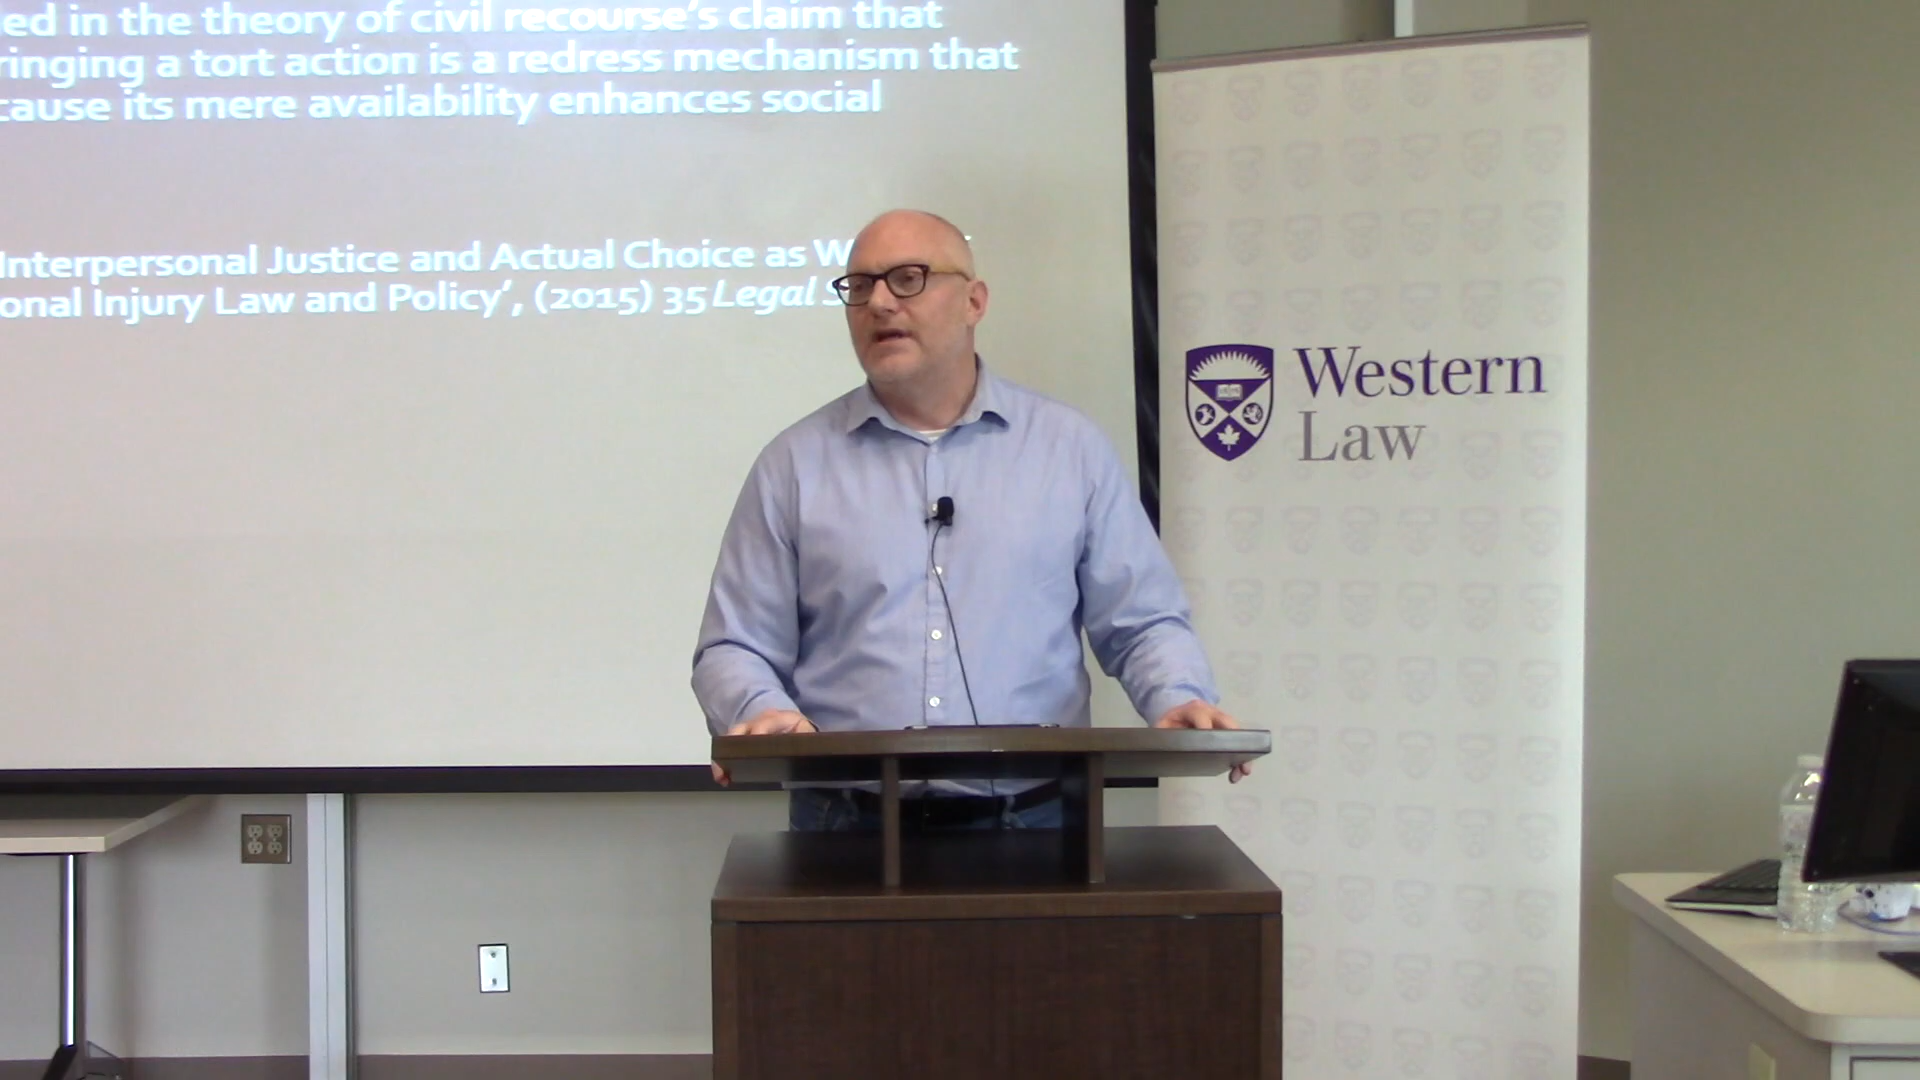 led in the theory of civil recourse's claim that
ringing a tort action is a redress mechanism that
cause its mere availability enhances social
Interpersonal Justice and Actual Choice as
onal Injury Law and Policy', (2015) 35 Legal
Western
Law